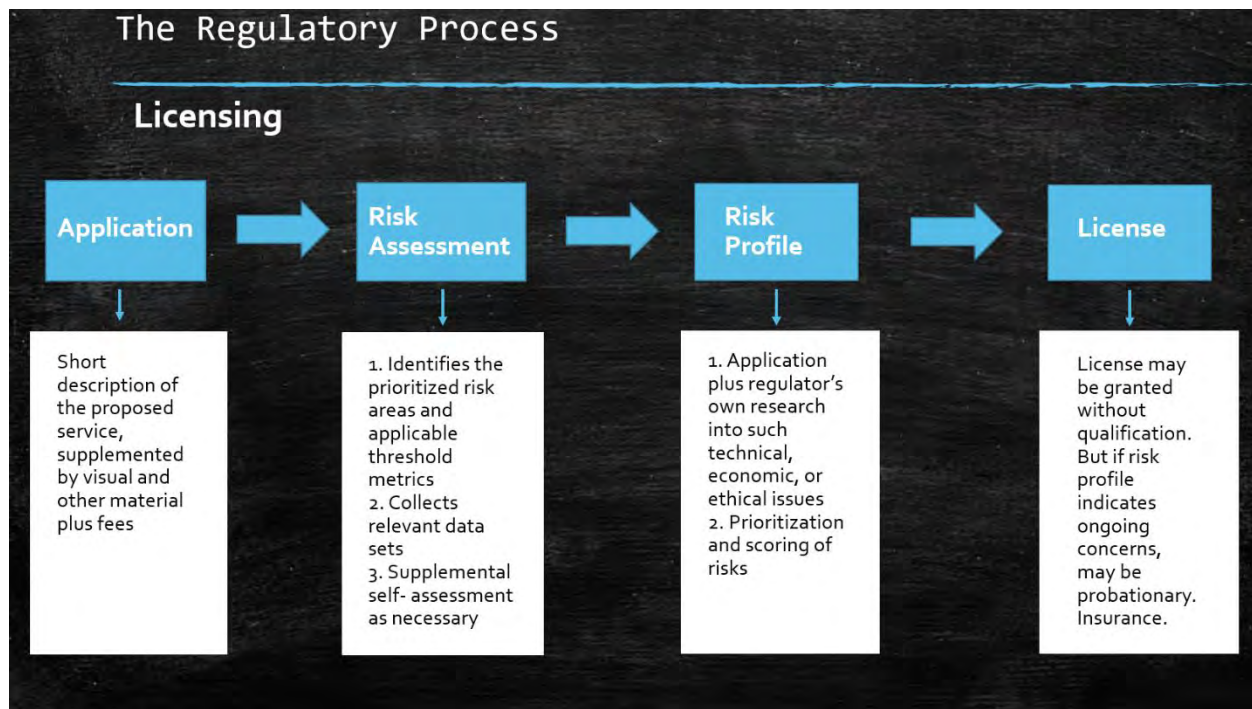 The Regulatory Process
Licensing
Application
Risk
Assessment
Risk
Profile
License
Short
description of
the proposed
service,
supplemented
by visual and
other material
plus fees
1. Identifies the
prioritized risk
areas and
applicable
threshold
metrics
2. Collects
relevant data
sets
3. Supplemental
self- assessment
as necessary
1. Application
plus regulator’s
own research
into such
technical,
economic, or
ethical issues
2. Prioritization
and scoring of
risks
License may
be granted
without
qualification.
But if risk
profile
indicates
ongoing
concerns,
may be
probationary.
Insurance.